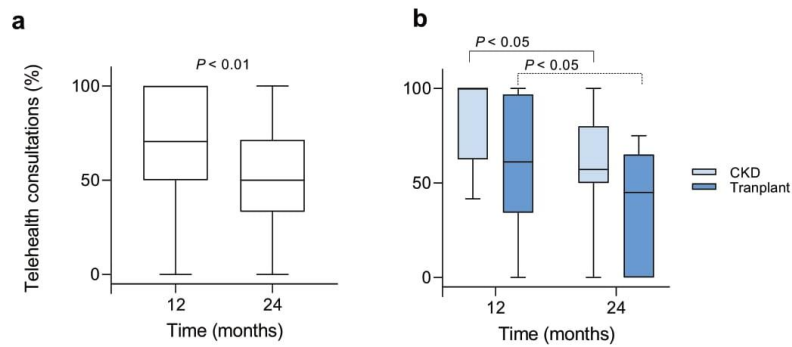 a
P < 0.01
Telehealth consultations (%)
100
50
0
12
24
Time (months)
b
P < 0.05
P < 0.05
100
50
0
12
24
Time (months)
CKD
Tranplant